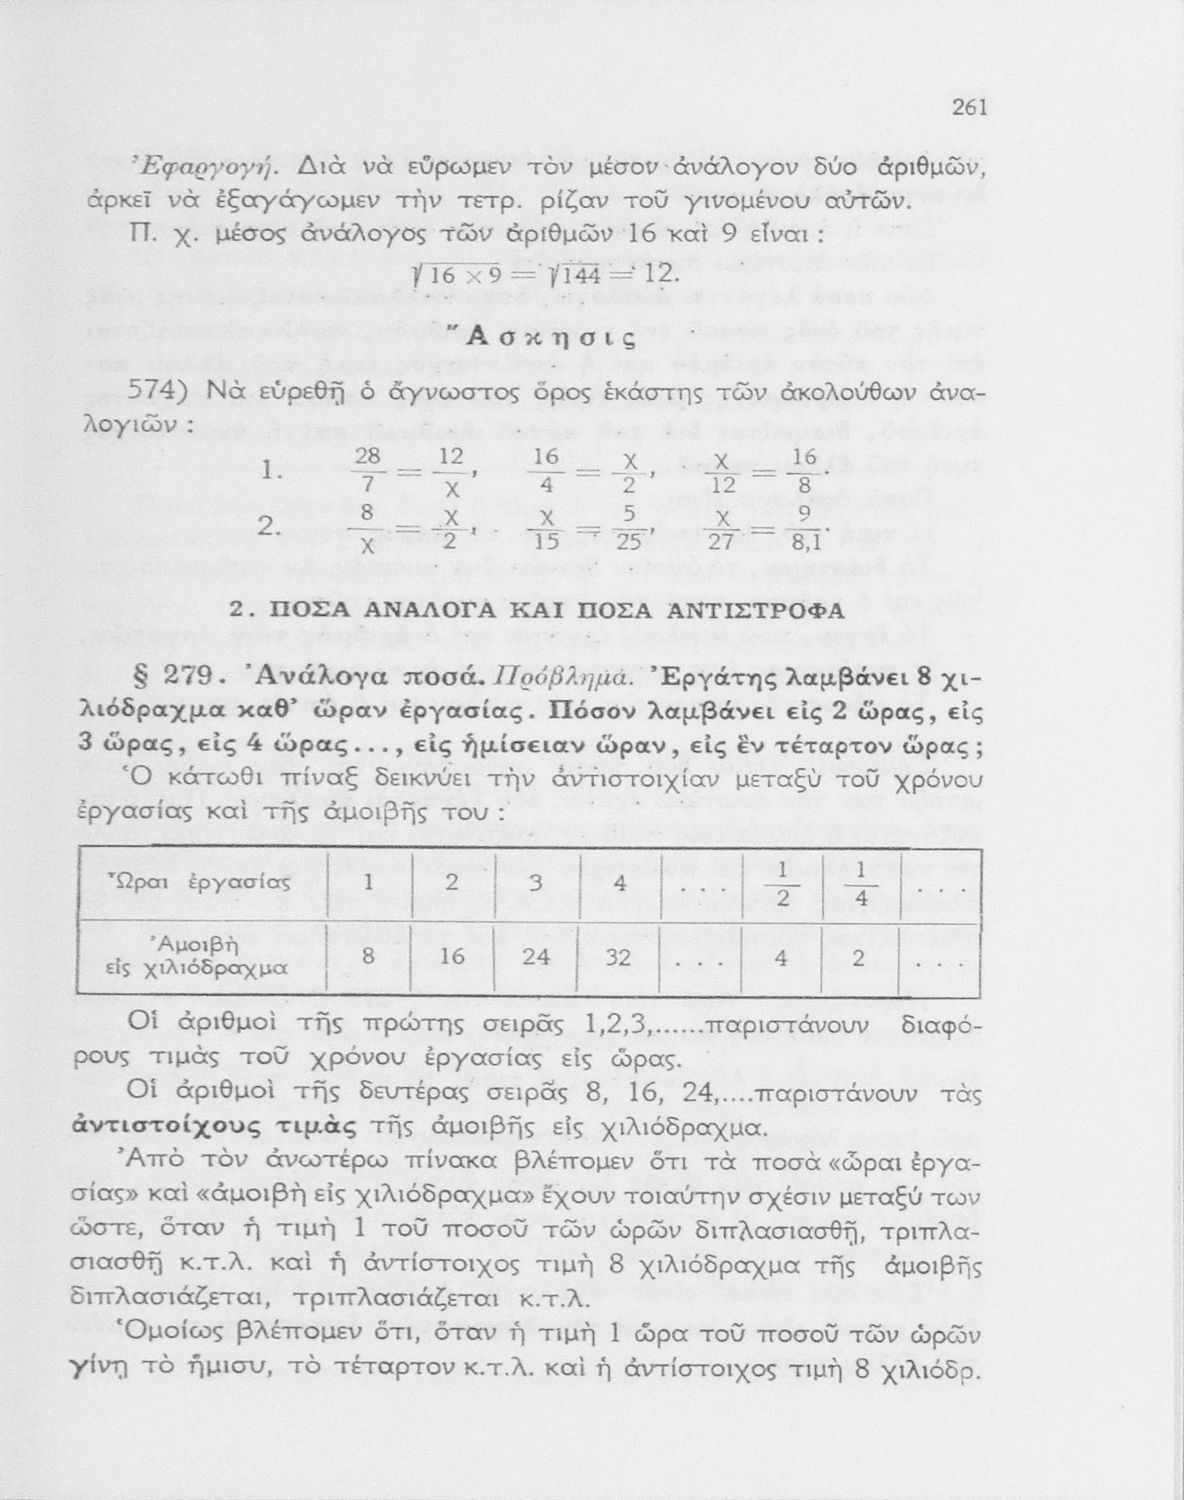 261
Ἐφαργογή. Διὰ νὰ εὕρωμεν τὸν μέσον ἀνάλογον δύο ἀριθμῶν,
ἀρκεῖ νὰ ἐξαγάγωμεν τὴν τετρ. ρίζαν τοῦ γινομένου αὐτῶν.
Π. χ. μέσος ἀνάλογος τῶν ἀριθμῶν 16 καὶ 9 εἶναι :
√16 × 9 = √144 = 12.
Ἄσκησις
574) Νὰ εὑρεθῇ ὁ ἄγνωστος ὅρος ἑκάστης τῶν ἀκολούθων ἀνα-
λογιῶν :
1. 28/7 = 12/χ, 16/4 = χ/2, χ/12 = 16/8.
2. 8/χ = χ/2, χ/15 = 5/25, χ/27 = 9/8,1.
2. ΠΟΣΑ ΑΝΑΛΟΓΑ ΚΑΙ ΠΟΣΑ ΑΝΤΙΣΤΡΟΦΑ
§ 279. Ἀνάλογα ποσά. Πρόβλημα. Ἐργάτης λαμβάνει 8 χι-
λιόδραχμα καθ’ ὥραν ἐργασίας. Πόσον λαμβάνει εἰς 2 ὥρας, εἰς
3 ὥρας, εἰς 4 ὥρας..., εἰς ἡμίσειαν ὥραν, εἰς ἓν τέταρτον ὥρας ;
Ὁ κάτωθι πίναξ δεικνύει τὴν ἀντιστοιχίαν μεταξὺ τοῦ χρόνου
ἐργασίας καὶ τῆς ἀμοιβῆς του :
Ὧραι ἐργασίας 1 2 3 4 ... 1/2 1/4 ...
Ἀμοιβὴ
εἰς χιλιόδραχμα 8 16 24 32 ... 4 2 ...
Οἱ ἀριθμοὶ τῆς πρώτης σειρᾶς 1,2,3,......παριστάνουν διαφό-
ρους τιμὰς τοῦ χρόνου ἐργασίας εἰς ὥρας.
Οἱ ἀριθμοὶ τῆς δευτέρας σειρᾶς 8, 16, 24,....παριστάνουν τὰς
ἀντιστοίχους τιμὰς τῆς ἀμοιβῆς εἰς χιλιόδραχμα.
Ἀπὸ τὸν ἀνωτέρω πίνακα βλέπομεν ὅτι τὰ ποσὰ «ὧραι ἐργα-
σίας» καὶ «ἀμοιβὴ εἰς χιλιόδραχμα» ἔχουν τοιαύτην σχέσιν μεταξύ των
ὥστε, ὅταν ἡ τιμὴ 1 τοῦ ποσοῦ τῶν ὡρῶν διπλασιασθῇ, τριπλα-
σιασθῇ κ.τ.λ. καὶ ἡ ἀντίστοιχος τιμὴ 8 χιλιόδραχμα τῆς ἀμοιβῆς
διπλασιάζεται, τριπλασιάζεται κ.τ.λ.
Ὁμοίως βλέπομεν ὅτι, ὅταν ἡ τιμὴ 1 ὥρα τοῦ ποσοῦ τῶν ὡρῶν
γίνῃ τὸ ἥμισυ, τὸ τέταρτον κ.τ.λ. καὶ ἡ ἀντίστοιχος τιμὴ 8 χιλιόδρ.